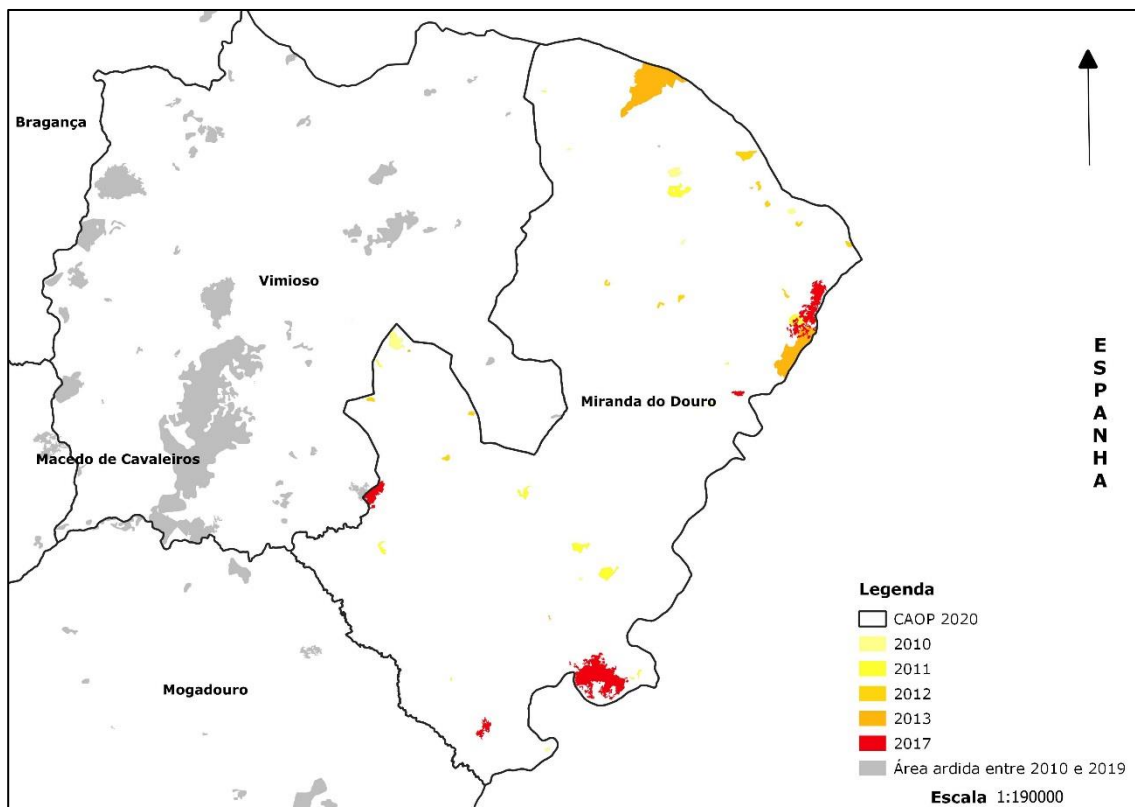 Bragança
Vimioso
Miranda do Douro
Macedo de Cavaleiros
Mogadouro
E
S
P
A
N
H
A
Legenda
CAOP 2020
2010
2011
2012
2013
2017
Área ardida entre 2010 e 2019
Escala 1:190000